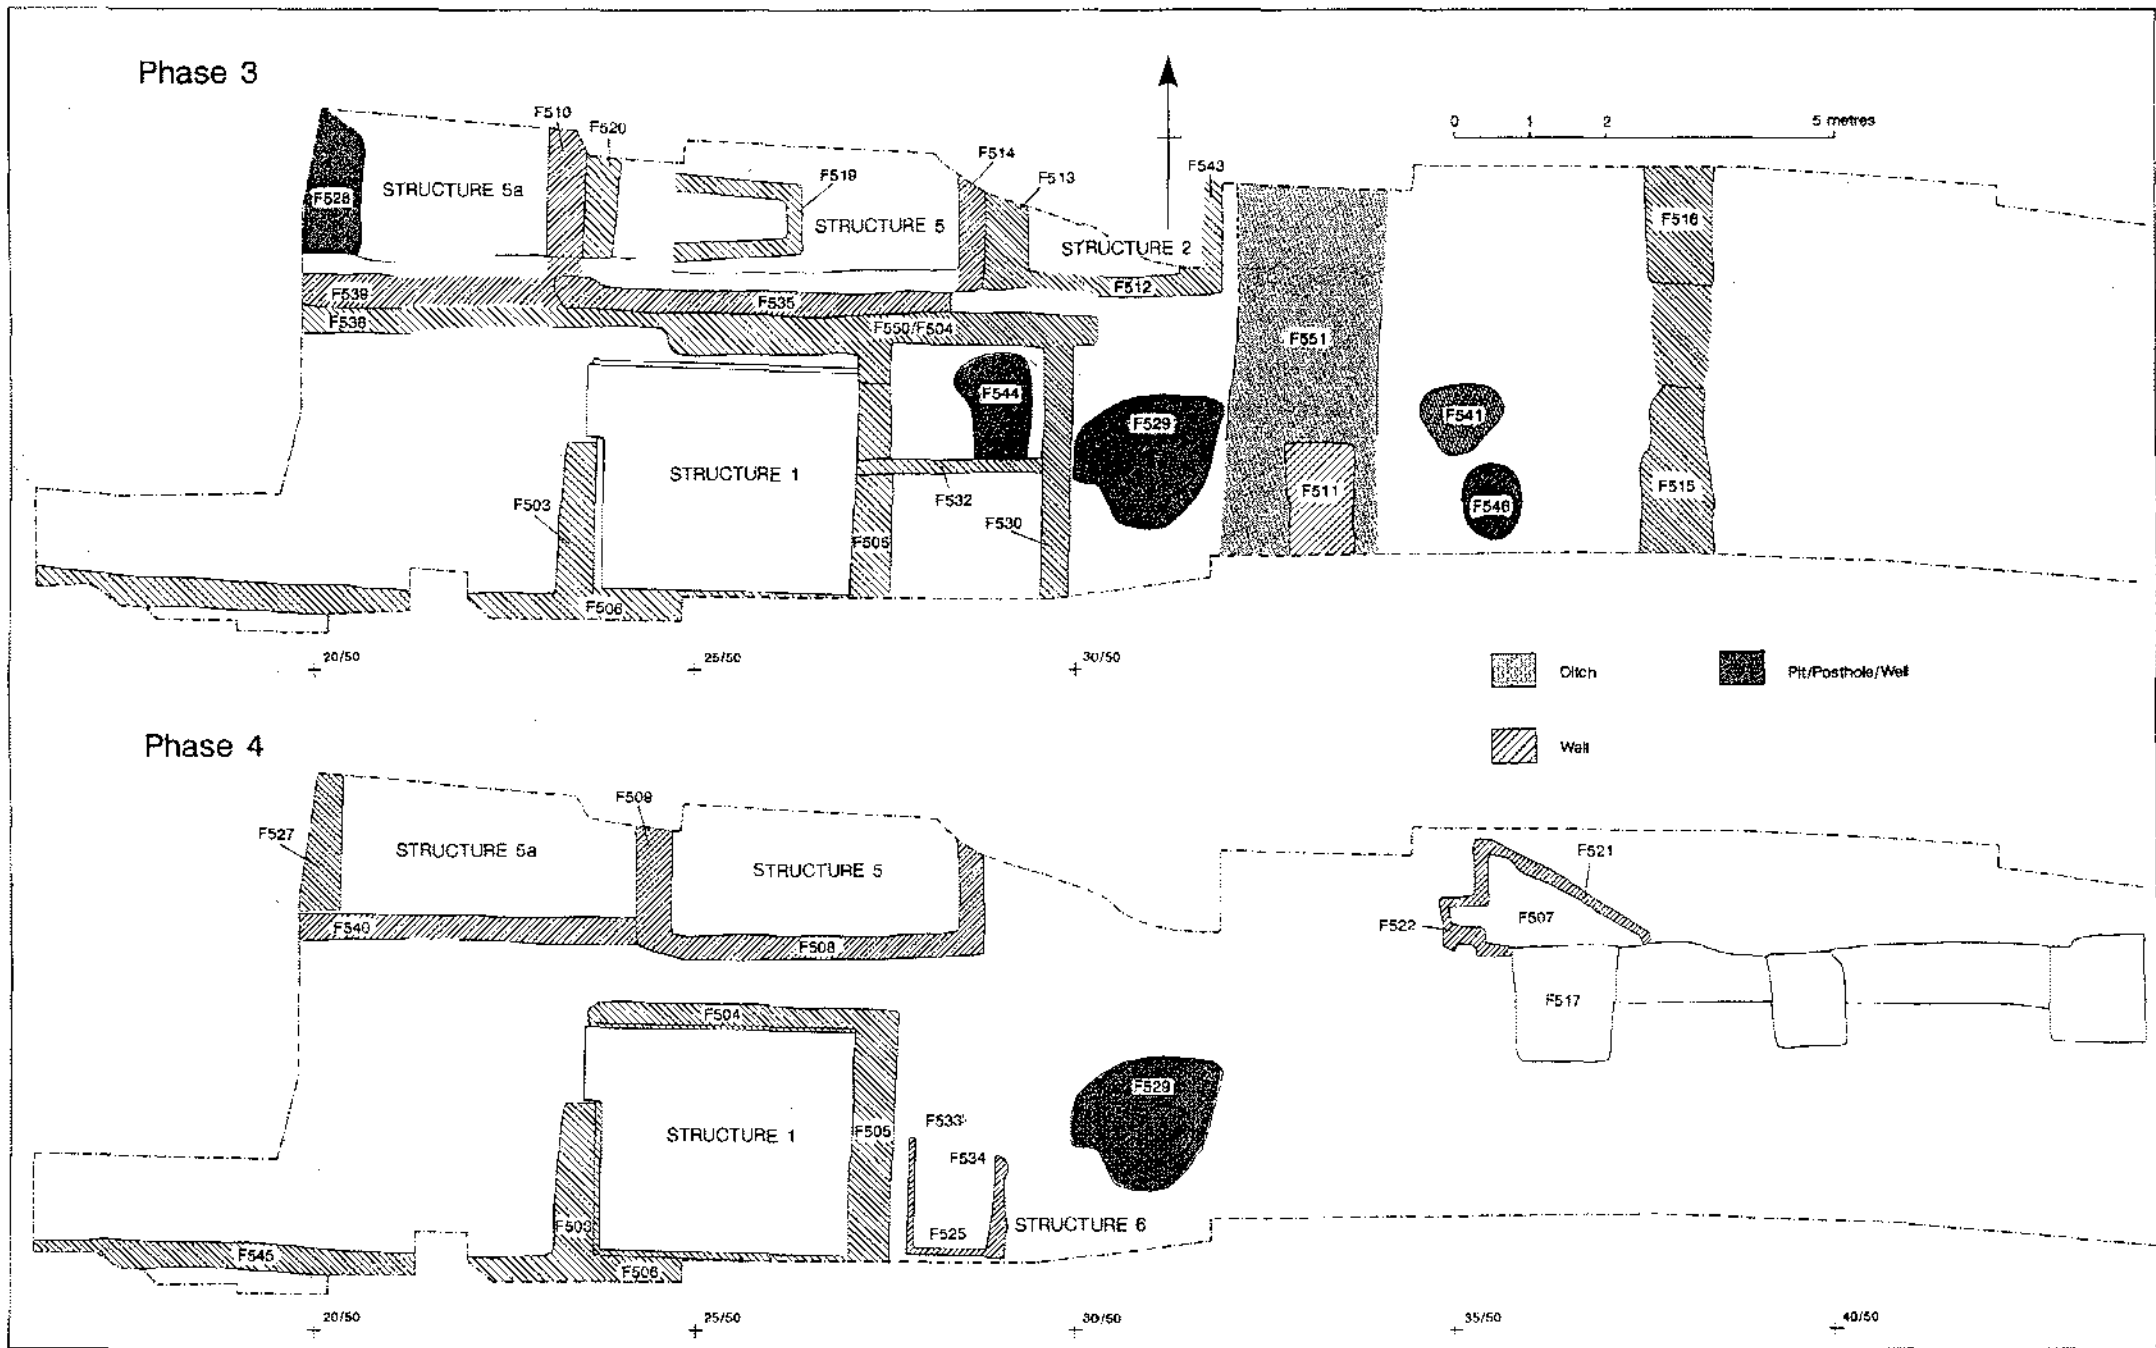 Phase 3
F510
F520
F514
F513
F543
0 1 2 5 metres
F528
STRUCTURE 5a
F519
STRUCTURE 5
STRUCTURE 2
F516
F539
F535
F512
F538
F550/F504
F551
F544
F529
F541
STRUCTURE 1
F532
F503
F530
F511
F546
F515
F505
F506
20/50
25/50
30/50
Ditch
Pit/Posthole/Well
Wall
Phase 4
F509
F527
STRUCTURE 5a
STRUCTURE 5
F521
F507
F522
F540
F508
F517
F504
F529
F533
STRUCTURE 1
F505
F534
F503
F525
STRUCTURE 6
F545
F506
20/50
25/50
30/50
35/50
40/50